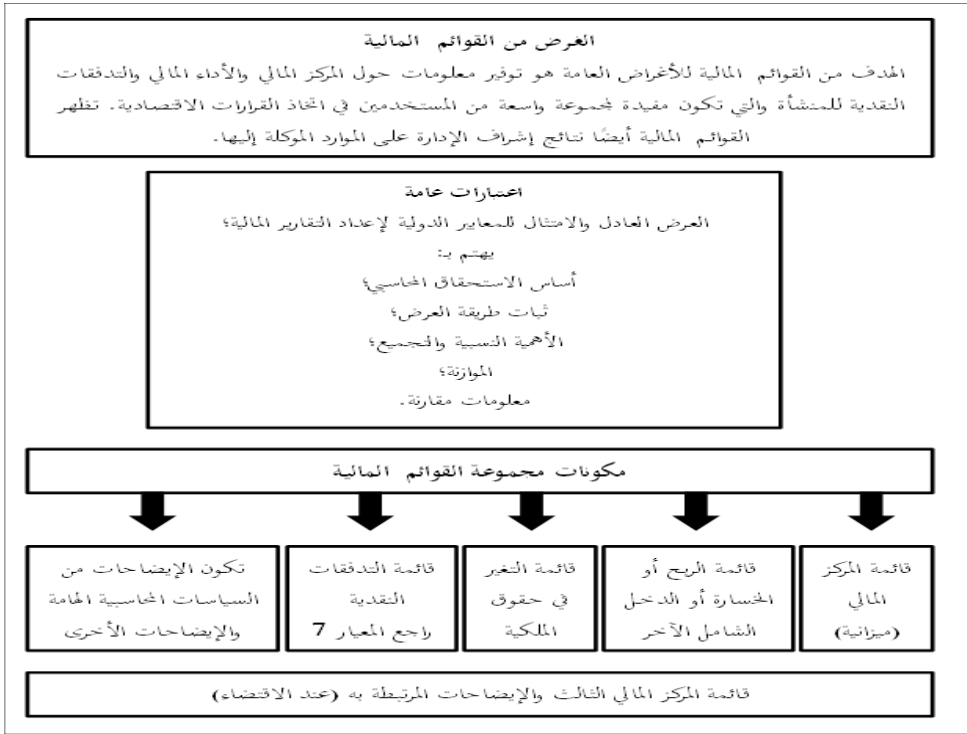 الغرض من القوائم المالية
الهدف من القوائم المالية للأغراض العامة هو توفير معلومات حول المركز المالي والأداء المالي والتدفقات
النقدية للمنشأة والتي تكون مفيدة لمجموعة واسعة من المستخدمين في اتخاذ القرارات الاقتصادية. تظهر
القوائم المالية أيضًا نتائج إشراف الإدارة على الموارد الموكلة إليها.
اعتبارات عامة
العرض العادل والامتثال للمعايير الدولية لإعداد التقارير المالية؛
يهتم بـ:
أساس الاستحقاق المحاسبي؛
ثبات طريقة العرض؛
الأهمية النسبية والتجميع؛
الموازنة؛
معلومات مقارنة.
مكونات مجموعة القوائم المالية
قائمة المركز
المالي
(ميزانية)
قائمة الربح أو
الخسارة أو الدخل
الشامل الآخر
قائمة التغير
في حقوق
الملكية
قائمة التدفقات
النقدية
راجع المعيار 7
تكون الإيضاحات من
السياسات المحاسبية الهامة
والإيضاحات الأخرى
قائمة المركز المالي الثالث والإيضاحات المرتبطة به (عند الاقتضاء)